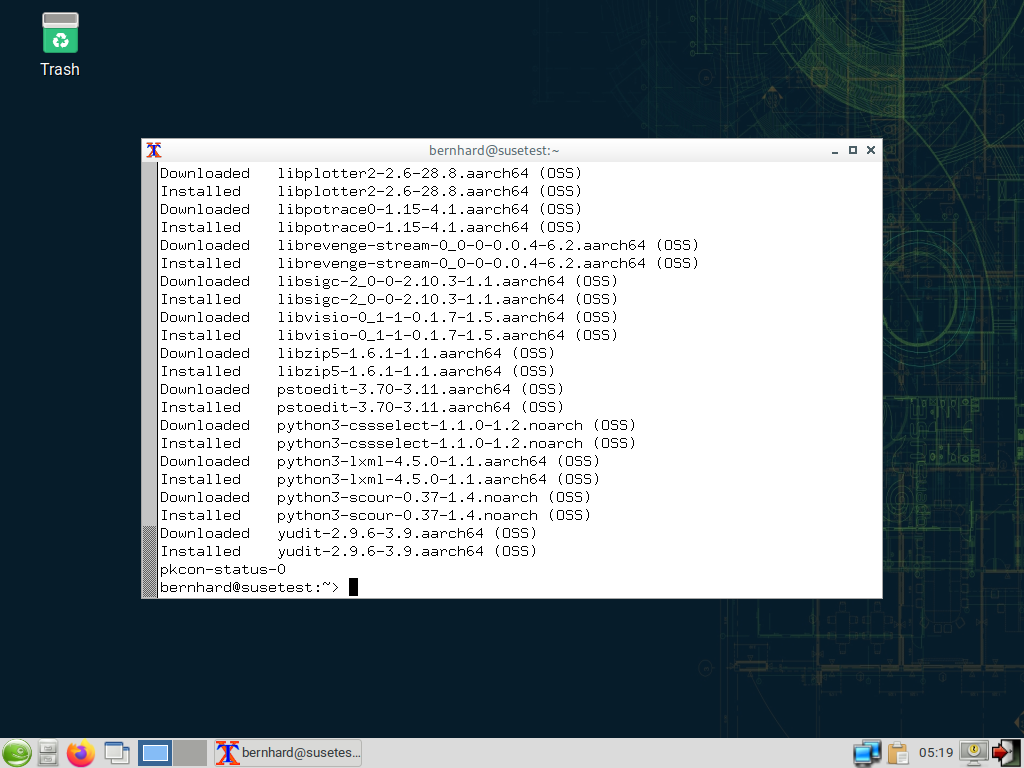 Trash
bernhard@susetest:~
Downloaded libplotter2-2.6-28.8.aarch64 (OSS)
Installed libplotter2-2.6-28.8.aarch64 (OSS)
Downloaded libpotrace0-1.15-4.1.aarch64 (OSS)
Installed libpotrace0-1.15-4.1.aarch64 (OSS)
Downloaded librevenge-stream-0_0-0-0.0.4-6.2.aarch64 (OSS)
Installed librevenge-stream-0_0-0-0.0.4-6.2.aarch64 (OSS)
Downloaded libsigc-2_0-0-2.10.3-1.1.aarch64 (OSS)
Installed libsigc-2_0-0-2.10.3-1.1.aarch64 (OSS)
Downloaded libvisio-0_1-1-0.1.7-1.5.aarch64 (OSS)
Installed libvisio-0_1-1-0.1.7-1.5.aarch64 (OSS)
Downloaded libzip5-1.6.1-1.1.aarch64 (OSS)
Installed libzip5-1.6.1-1.1.aarch64 (OSS)
Downloaded pstoedit-3.70-3.11.aarch64 (OSS)
Installed pstoedit-3.70-3.11.aarch64 (OSS)
Downloaded python3-cssselect-1.1.0-1.2.noarch (OSS)
Installed python3-cssselect-1.1.0-1.2.noarch (OSS)
Downloaded python3-lxml-4.5.0-1.1.aarch64 (OSS)
Installed python3-lxml-4.5.0-1.1.aarch64 (OSS)
Downloaded python3-scour-0.37-1.4.noarch (OSS)
Installed python3-scour-0.37-1.4.noarch (OSS)
Downloaded yudit-2.9.6-3.9.aarch64 (OSS)
Installed yudit-2.9.6-3.9.aarch64 (OSS)
pkcon-status-0
bernhard@susetest:~>
bernhard@susetes...
05:19